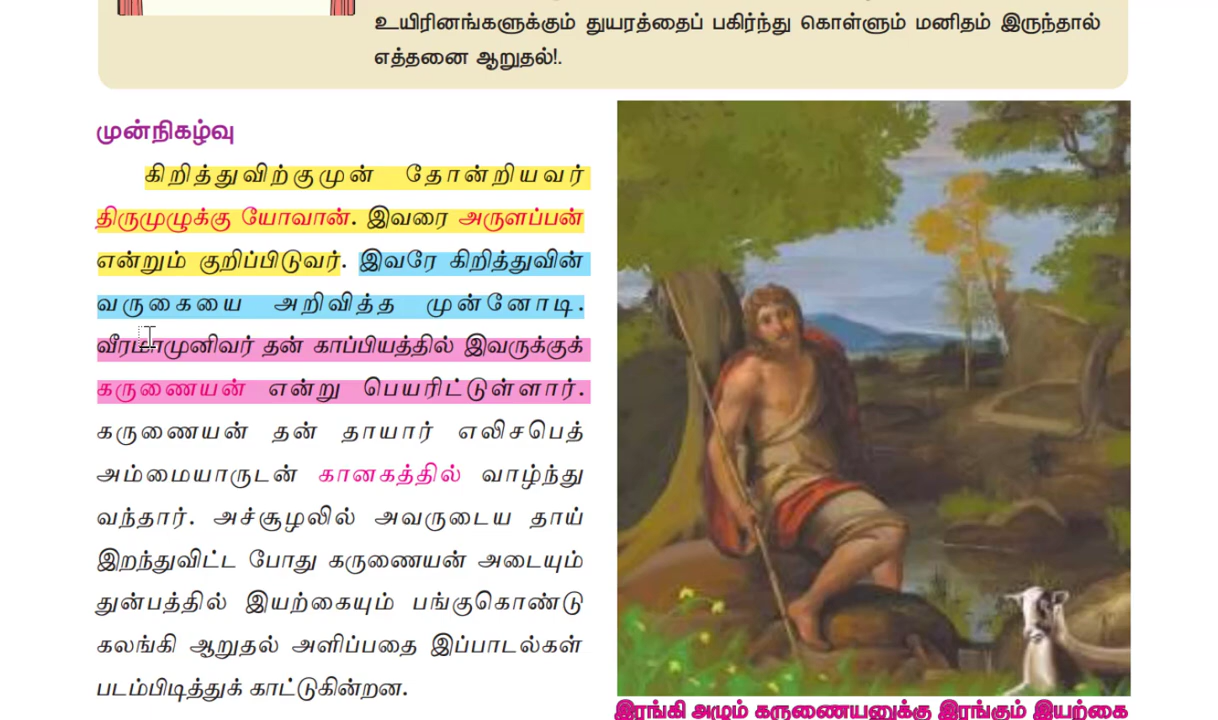 உயிரினங்களுக்கும் துயரத்தைப் பகிர்ந்து கொள்ளும் மனிதம் இருந்தால்
எத்தனை ஆறுதல்!.
முன்நிகழ்வு
கிறித்துவிற்குமுன் தோன்றியவர்
திருமுழுக்கு யோவான். இவரை அருளப்பன்
என்றும் குறிப்பிடுவர். இவரே கிறித்துவின்
வருகையை அறிவித்த முன்னோடி.
வீரமாமுனிவர் தன் காப்பியத்தில் இவருக்குக்
கருணையன் என்று பெயரிட்டுள்ளார்.
கருணையன் தன் தாயார் எலிசபெத்
அம்மையாருடன் கானகத்தில் வாழ்ந்து
வந்தார். அச்சூழலில் அவருடைய தாய்
இறந்துவிட்ட போது கருணையன் அடையும்
துன்பத்தில் இயற்கையும் பங்குகொண்டு
கலங்கி ஆறுதல் அளிப்பதை இப்பாடல்கள்
படம்பிடித்துக் காட்டுகின்றன.
இரங்கி அழும் கருணையனுக்கு இரங்கும் இயற்கை